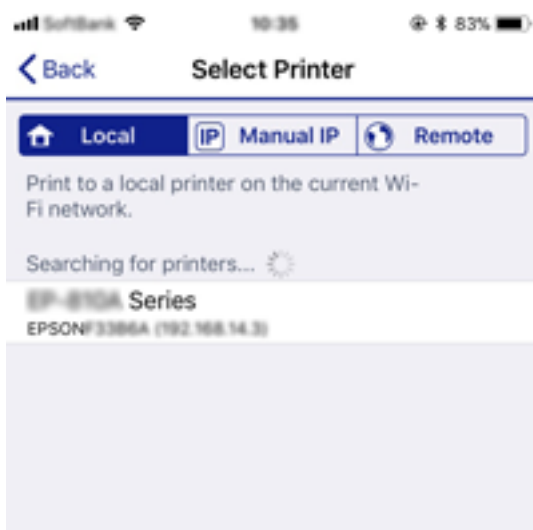 SoftBank 10:35 83%
Back Select Printer
Local IP Manual IP Remote
Print to a local printer on the current Wi-
Fi network.
Searching for printers...
Series
EPSON